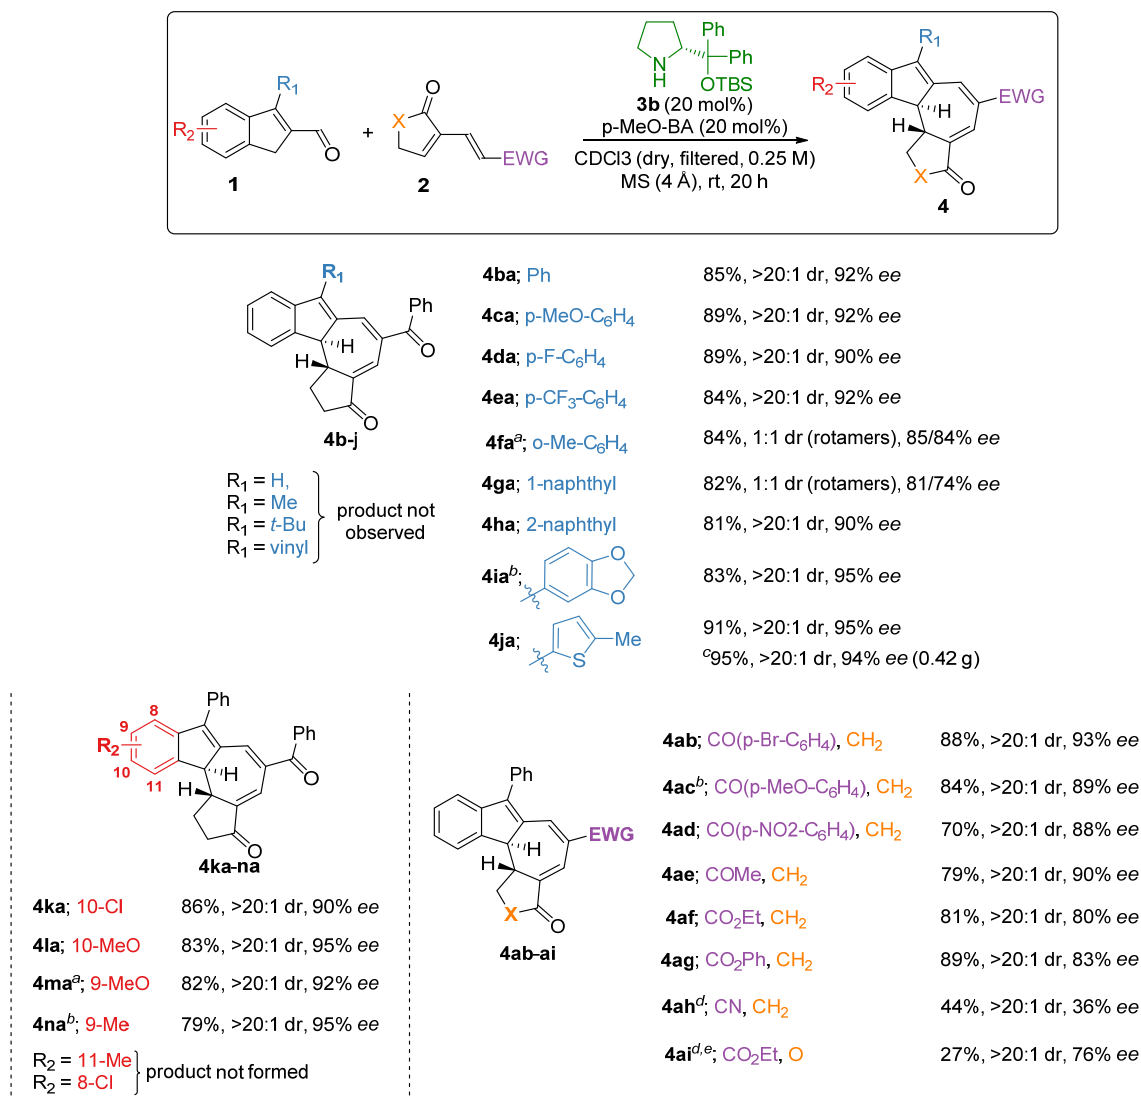 R1
R2
O
1
+
X
O
EWG
2
N
H
Ph
Ph
OTBS
3b (20 mol%)
p-MeO-BA (20 mol%)
CDCl3 (dry, filtered, 0.25 M)
MS (4 Å), rt, 20 h
R1
R2
EWG
H
H
X
O
4
R1
Ph
O
H
H
O
4b-j
R1 = H,
R1 = Me
R1 = t-Bu
R1 = vinyl
product not
observed
4ba; Ph 85%, >20:1 dr, 92% ee
4ca; p-MeO-C6H4 89%, >20:1 dr, 92% ee
4da; p-F-C6H4 89%, >20:1 dr, 90% ee
4ea; p-CF3-C6H4 84%, >20:1 dr, 92% ee
4fa^a; o-Me-C6H4 84%, 1:1 dr (rotamers), 85/84% ee
4ga; 1-naphthyl 82%, 1:1 dr (rotamers), 81/74% ee
4ha; 2-naphthyl 81%, >20:1 dr, 90% ee
4ia^b; O O 83%, >20:1 dr, 95% ee
4ja; S Me 91%, >20:1 dr, 95% ee
^c95%, >20:1 dr, 94% ee (0.42 g)
Ph
8
9
R2
10
11
Ph
O
H
H
O
4ka-na
4ka; 10-Cl 86%, >20:1 dr, 90% ee
4la; 10-MeO 83%, >20:1 dr, 95% ee
4ma^a; 9-MeO 82%, >20:1 dr, 92% ee
4na^b; 9-Me 79%, >20:1 dr, 95% ee
R2 = 11-Me
R2 = 8-Cl
product not formed
Ph
EWG
H
H
X
O
4ab-ai
4ab; CO(p-Br-C6H4), CH2 88%, >20:1 dr, 93% ee
4ac^b; CO(p-MeO-C6H4), CH2 84%, >20:1 dr, 89% ee
4ad; CO(p-NO2-C6H4), CH2 70%, >20:1 dr, 88% ee
4ae; COMe, CH2 79%, >20:1 dr, 90% ee
4af; CO2Et, CH2 81%, >20:1 dr, 80% ee
4ag; CO2Ph, CH2 89%, >20:1 dr, 83% ee
4ah^d; CN, CH2 44%, >20:1 dr, 36% ee
4ai^d,e; CO2Et, O 27%, >20:1 dr, 76% ee